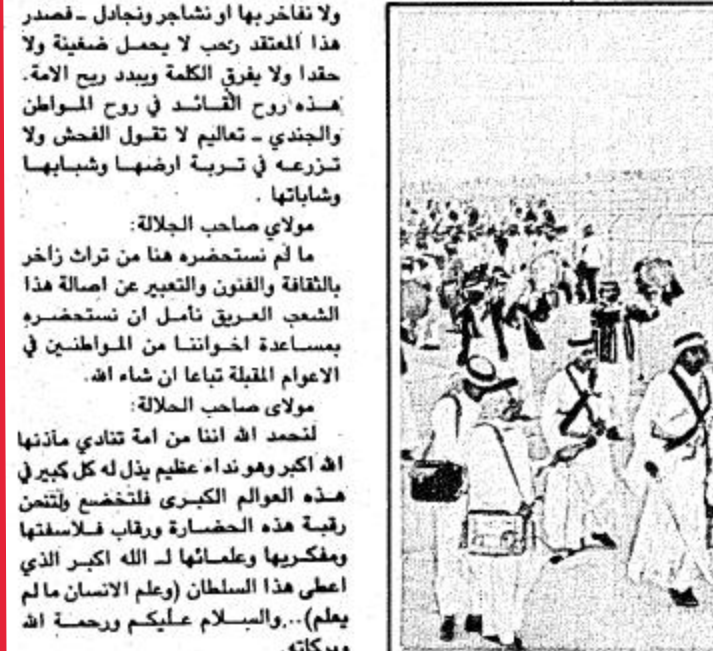 ولا نفاخر بها او نشاجر ونجادل - فصدر
هذا المعتقد رحب لا يحمل ضغينة ولا
حقدا ولا يفرق الكلمة ويبدد ريح الامة.
هذه روح القائد في روح المواطن
والجندي - تعاليم لا تقول الفحش ولا
تزرعه في تربة ارضها وشبابها
وشاباتها .
مولاي صاحب الجلالة:
ما لم نستحضره هنا من تراث زاخر
بالثقافة والفنون والتعبير عن اصالة هذا
الشعب العريق نأمل ان نستحضره
بمساعدة اخواننا من المواطنين في
الاعوام المقبلة تباعا ان شاء الله.
مولاى صاحب الجلالة:
لنحمد الله اننا من امة تنادي مآذنها
الله اكبر وهو نداء عظيم يذل له كل كبير في
هذه العوالم الكبرى فلتخضع ولتنحن
رقبة هذه الحضارة ورقاب فلاسفتها
ومفكريها وعلمائها لـ الله اكبر الذي
اعطى هذا السلطان (وعلم الانسان ما لم
يعلم)..والسلام عليكم ورحمة الله
وبركاته